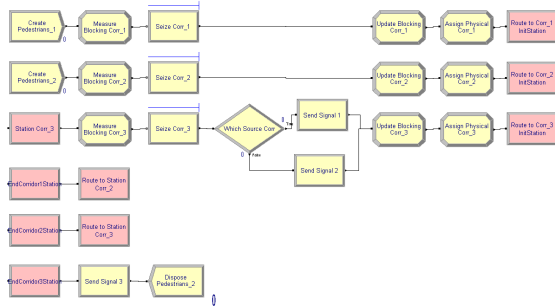 Create
Pedestrians_1
0
Measure
Blocking Corr_1
Seize Corr_1
Update Blocking
Corr_1
Assign Physical
Corr_1
Route to Corr_1
InitStation
Create
Pedestrians_2
0
Measure
Blocking Corr_2
Seize Corr_2
Update Blocking
Corr_2
Assign Physical
Corr_2
Route to Corr_2
InitStation
Station Corr_3
Measure
Blocking Corr_3
Seize Corr_3
Which Source Corr
0
True
0
False
Send Signal 1
Send Signal 2
Update Blocking
Corr_3
Assign Physical
Corr_3
Route to Corr_3
InitStation
EndCorridor1Station
Route to Station
Corr_2
EndCorridor2Station
Route to Station
Corr_3
EndCorridor3Station
Send Signal 3
Dispose
Pedestrians_2
0